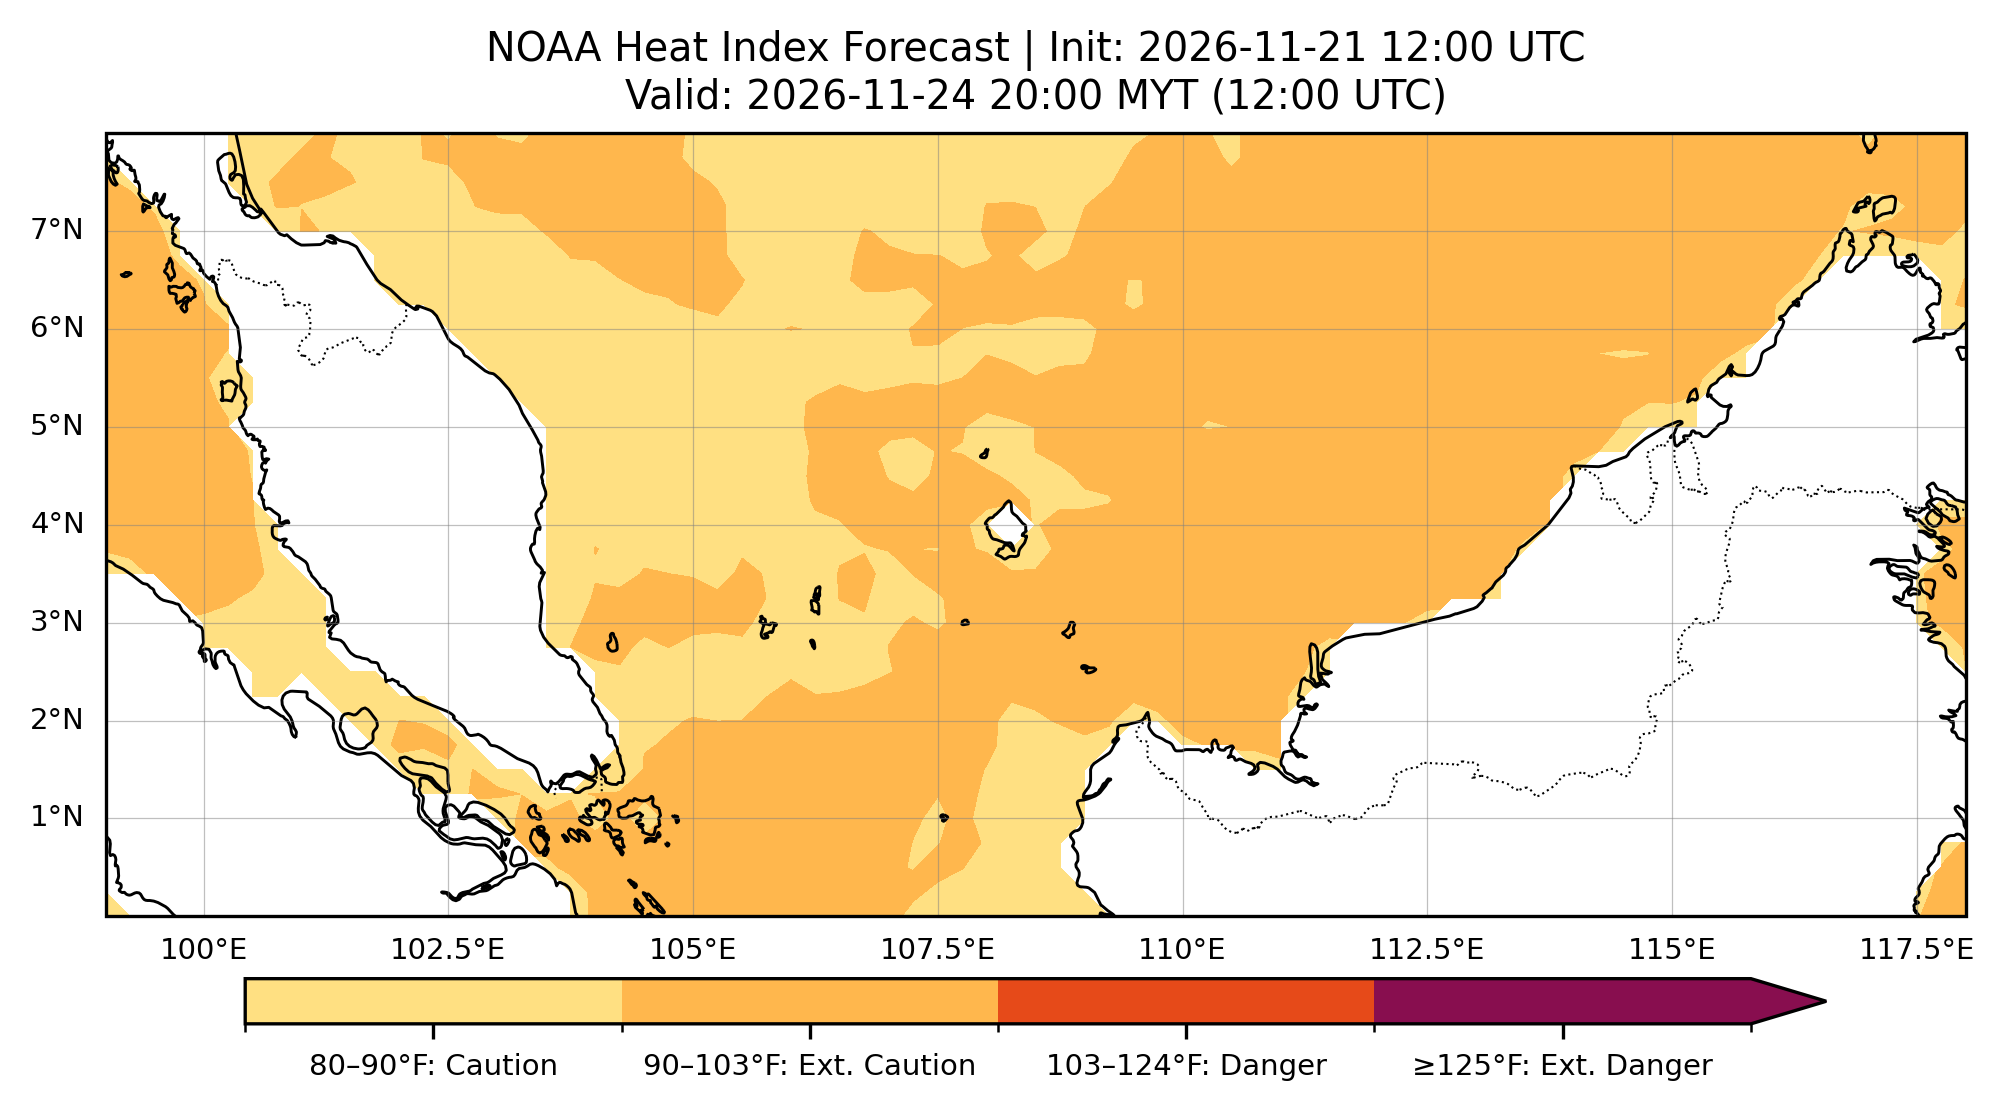 NOAA Heat Index Forecast | Init: 2026-11-21 12:00 UTC
Valid: 2026-11-24 20:00 MYT (12:00 UTC)
7°N
6°N
5°N
4°N
3°N
2°N
1°N
100°E 102.5°E 105°E 107.5°E 110°E 112.5°E 115°E 117.5°E
80–90°F: Caution 90–103°F: Ext. Caution 103–124°F: Danger ≥125°F: Ext. Danger